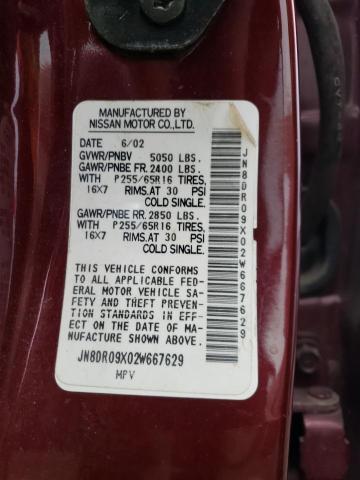 MANUFACTURED BY
NISSAN MOTOR CO.,LTD.
DATE 6/02
GVWR/PNBV 5050 LBS.
GAWR/PNBE FR. 2400 LBS.
WITH P255/65R16 TIRES,
16X7 RIMS,AT 30 PSI
COLD SINGLE.
GAWR/PNBE RR. 2850 LBS.
WITH P255/65R16 TIRES,
16X7 RIMS,AT 30 PSI
COLD SINGLE.
THIS VEHICLE CONFORMS
TO ALL APPLICABLE FED-
ERAL MOTOR VEHICLE SA-
FETY AND THEFT PREVEN-
TION STANDARDS IN EFF-
ECT ON THE DATE OF MA-
NUFACTURE SHOWN ABOVE.
JN8DR09X02W667629
MPV
JN8DR09X02W667629